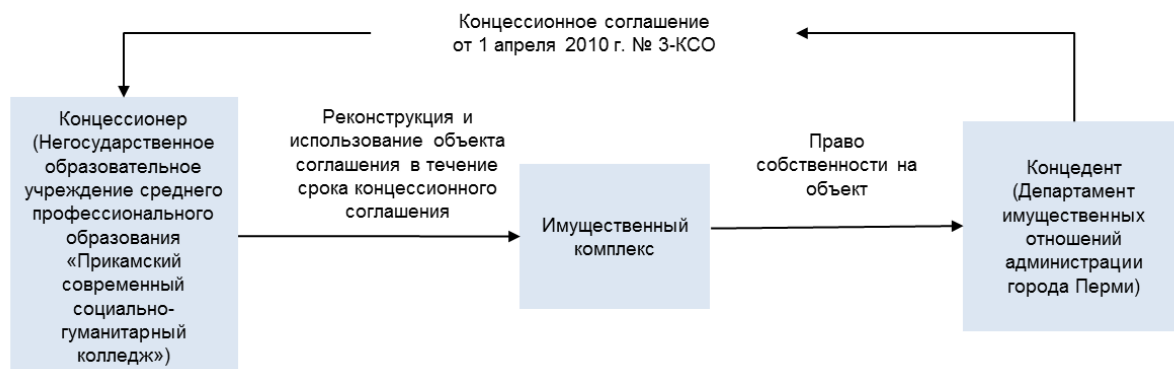 Концессионное соглашение
от 1 апреля 2010 г. № 3-КСО
Концессионер
(Негосударственное
образовательное
учреждение среднего
профессионального
образования
«Прикамский
современный
социально-
гуманитарный
колледж»)
Реконструкция и
использование объекта
соглашения в течение
срока концессионного
соглашения
Имущественный
комплекс
Право
собственности на
объект
Концедент
(Департамент
имущественных
отношений
администрации
города Перми)